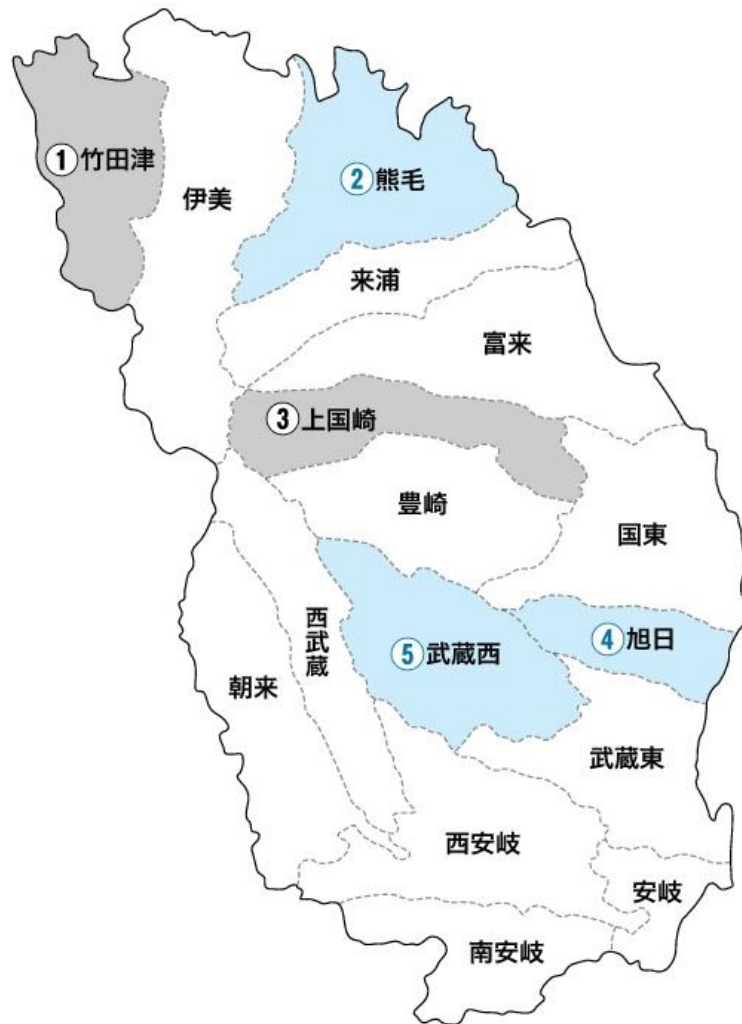 ①竹田津
伊美
②熊毛
来浦
富来
③上国崎
豊崎
国東
西武蔵
④旭日
⑤武蔵西
朝来
武蔵東
西安岐
安岐
南安岐